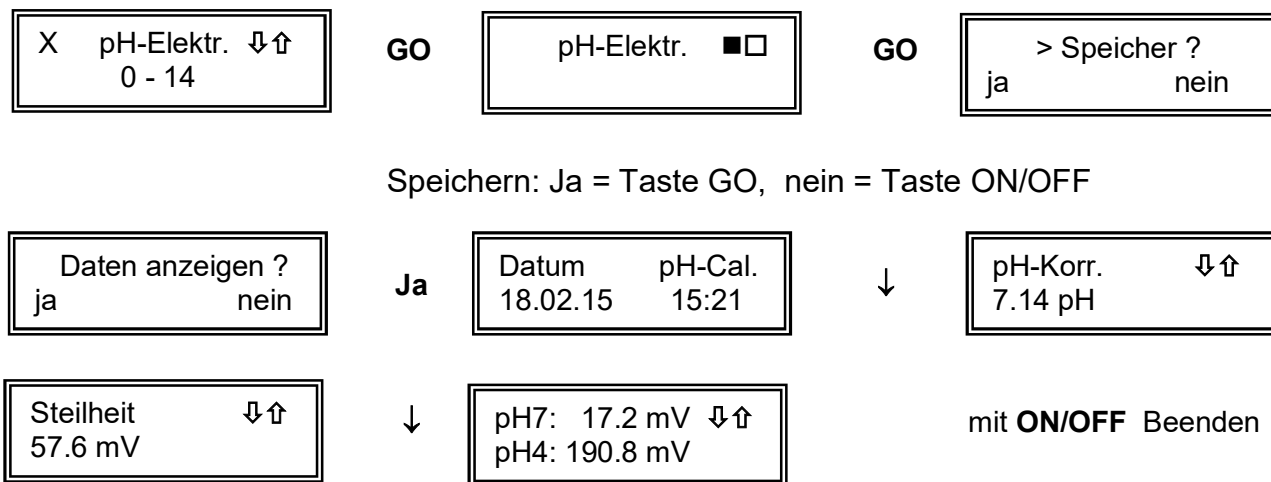 X pH-Elektr. ⇩⇧
0 - 14
GO
pH-Elektr. ■□
GO
> Speicher ?
ja nein
Speichern: Ja = Taste GO, nein = Taste ON/OFF
Daten anzeigen ?
ja nein
Ja
Datum pH-Cal.
18.02.15 15:21
↓
pH-Korr. ⇩⇧
7.14 pH
Steilheit ⇩⇧
57.6 mV
↓
pH7: 17.2 mV ⇩⇧
pH4: 190.8 mV
mit ON/OFF Beenden